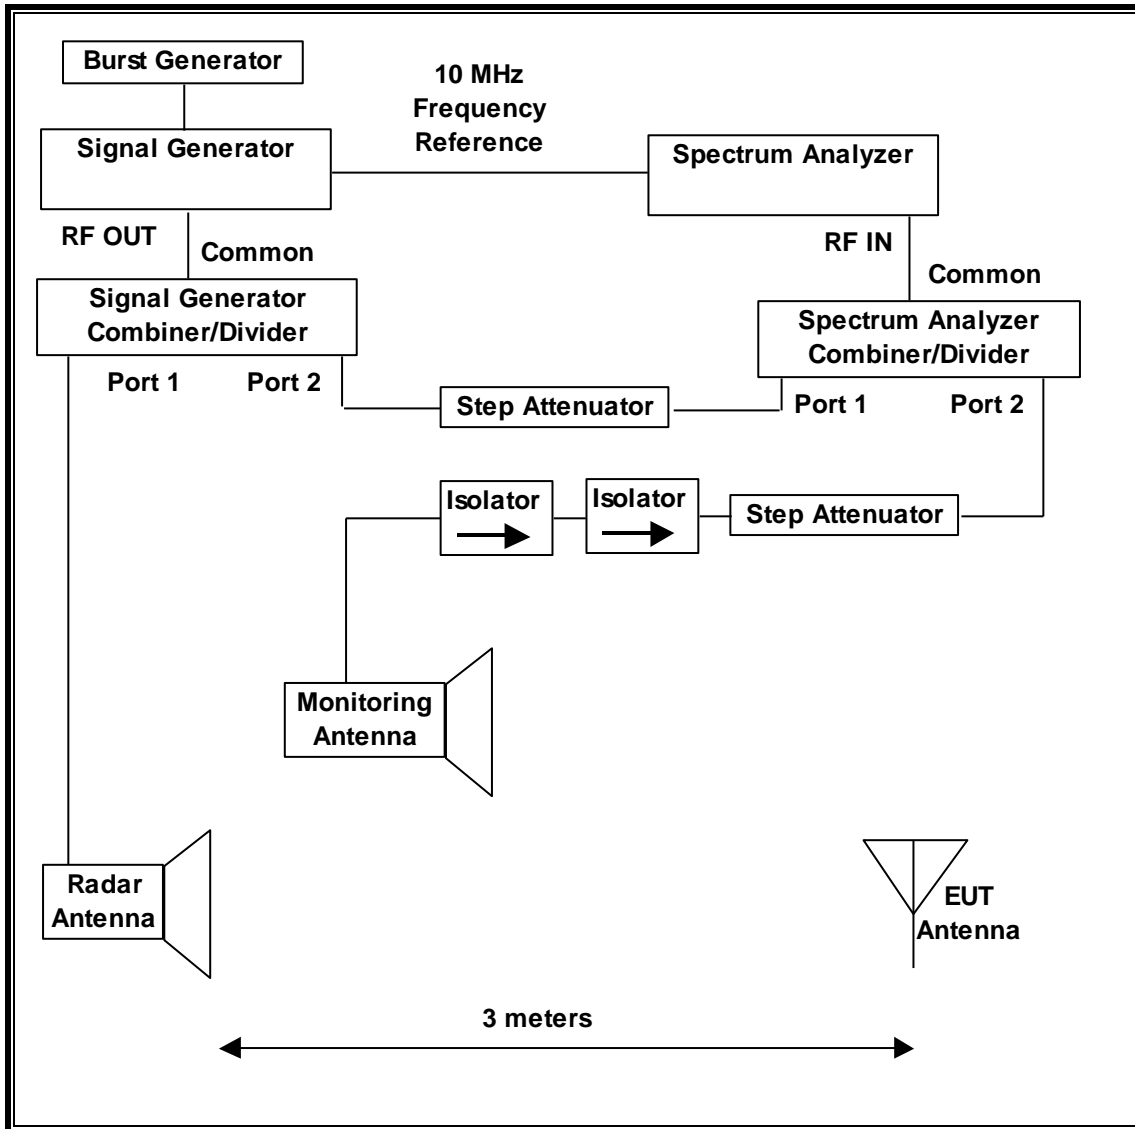 Burst Generator
10 MHz
Frequency
Reference
Signal Generator
Spectrum Analyzer
RF OUT
Common
RF IN
Common
Signal Generator
Combiner/Divider
Spectrum Analyzer
Combiner/Divider
Port 1
Port 2
Step Attenuator
Port 1
Port 2
Isolator
Isolator
Step Attenuator
Monitoring
Antenna
Radar
Antenna
EUT
Antenna
3 meters